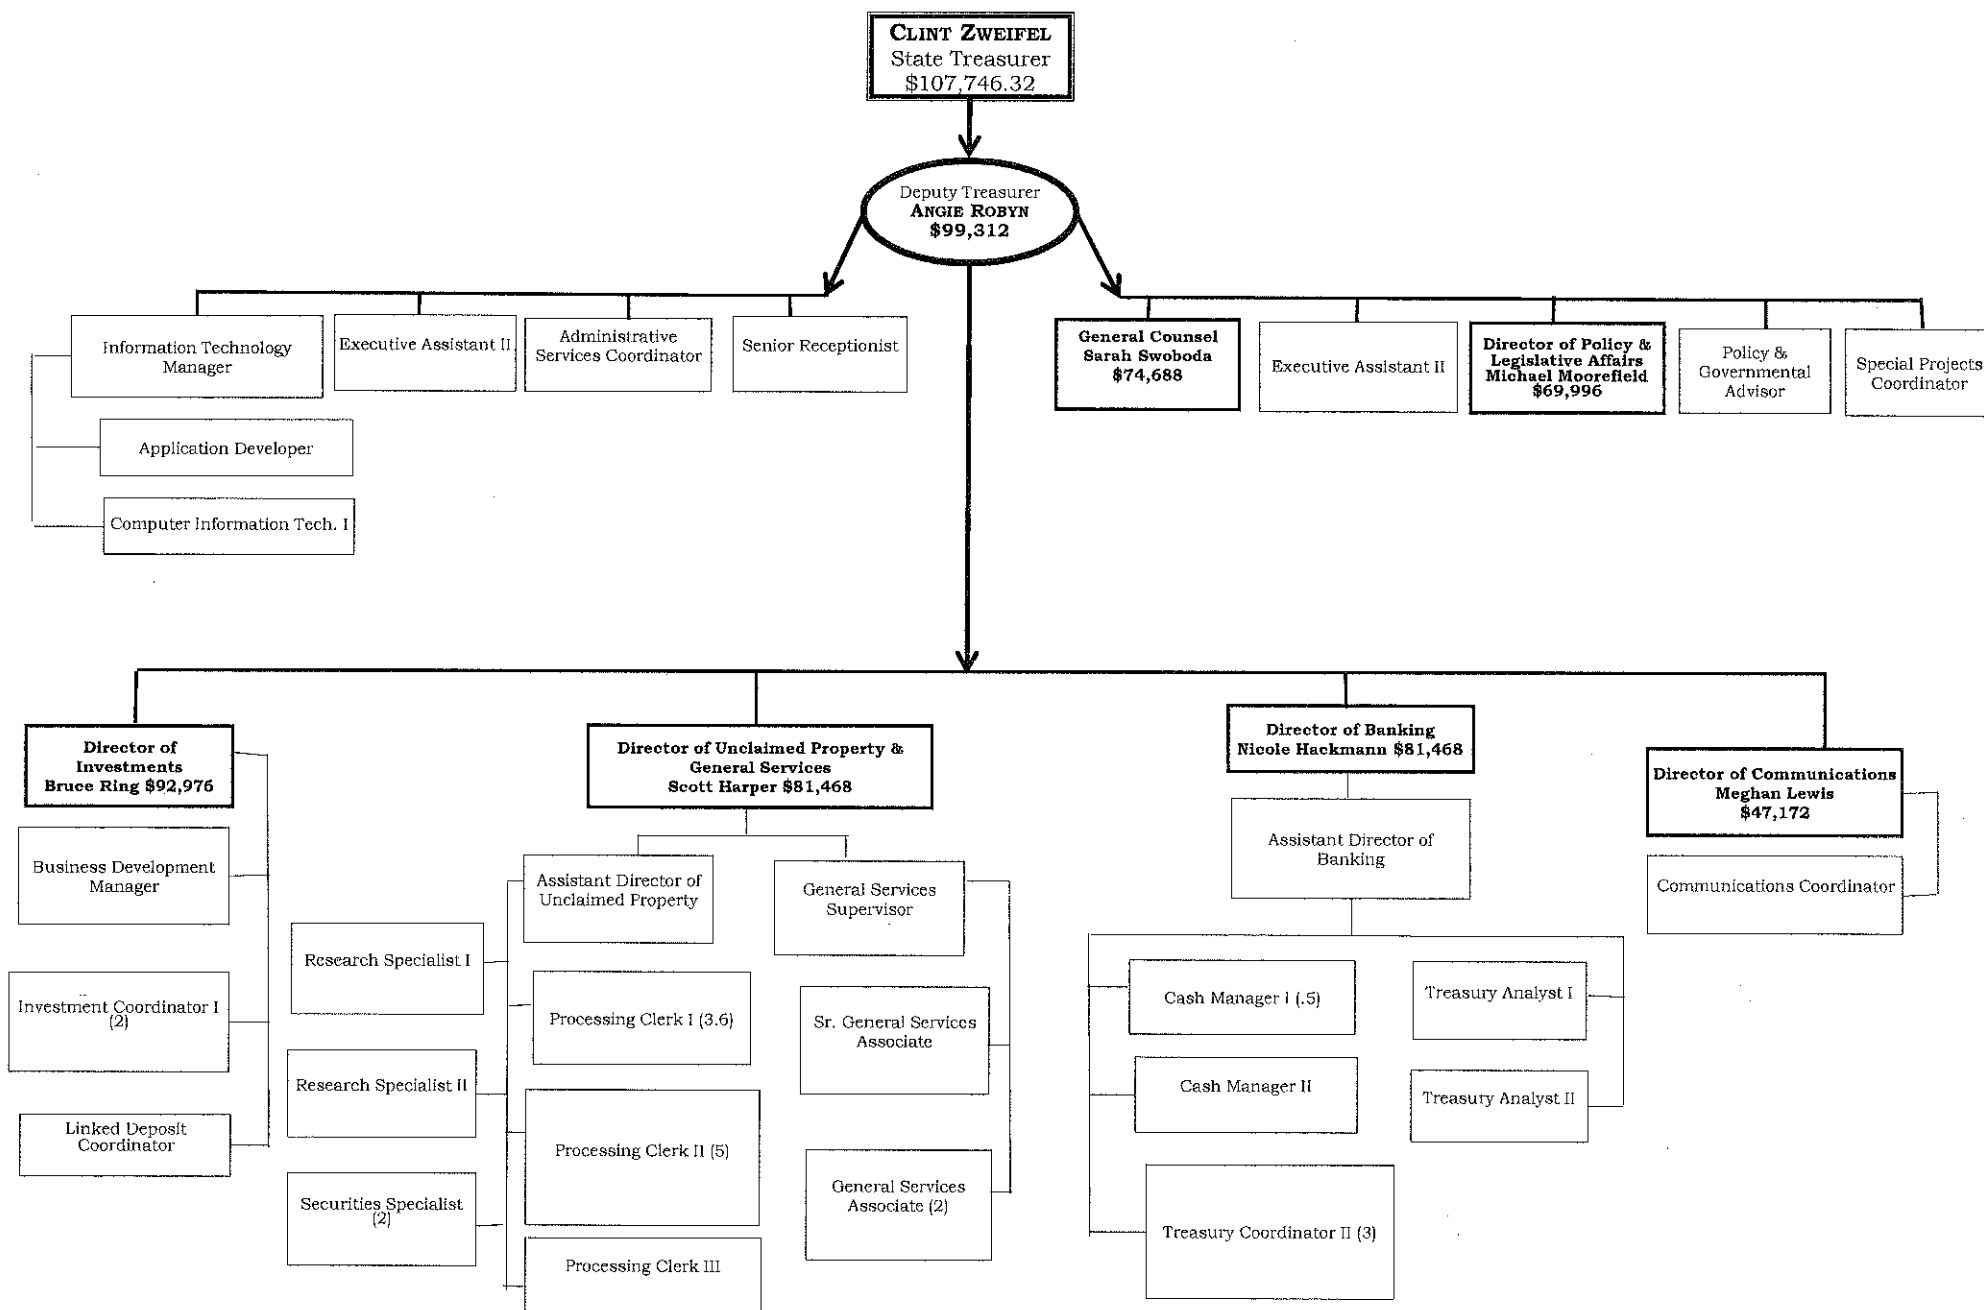 CLINT ZWEIFEL
State Treasurer
$107,746.32
Deputy Treasurer
ANGIE ROBYN
$99,312
Information Technology
Manager
Executive Assistant II
Administrative
Services Coordinator
Senior Receptionist
General Counsel
Sarah Swoboda
$74,688
Executive Assistant II
Director of Policy &
Legislative Affairs
Michael Moorefield
$69,996
Policy &
Governmental
Advisor
Special Projects
Coordinator
Application Developer
Computer Information Tech. I
Director of
Investments
Bruce Ring $92,976
Director of Unclaimed Property &
General Services
Scott Harper $81,468
Director of Banking
Nicole Hackmann $81,468
Director of Communications
Meghan Lewis
$47,172
Business Development
Manager
Investment Coordinator I
(2)
Linked Deposit
Coordinator
Assistant Director of
Unclaimed Property
Research Specialist I
Research Specialist II
Securities Specialist
(2)
Processing Clerk I (3.6)
Processing Clerk II (5)
Processing Clerk III
General Services
Supervisor
Sr. General Services
Associate
General Services
Associate (2)
Assistant Director of
Banking
Cash Manager I (.5)
Cash Manager II
Treasury Coordinator II (3)
Treasury Analyst I
Treasury Analyst II
Communications Coordinator